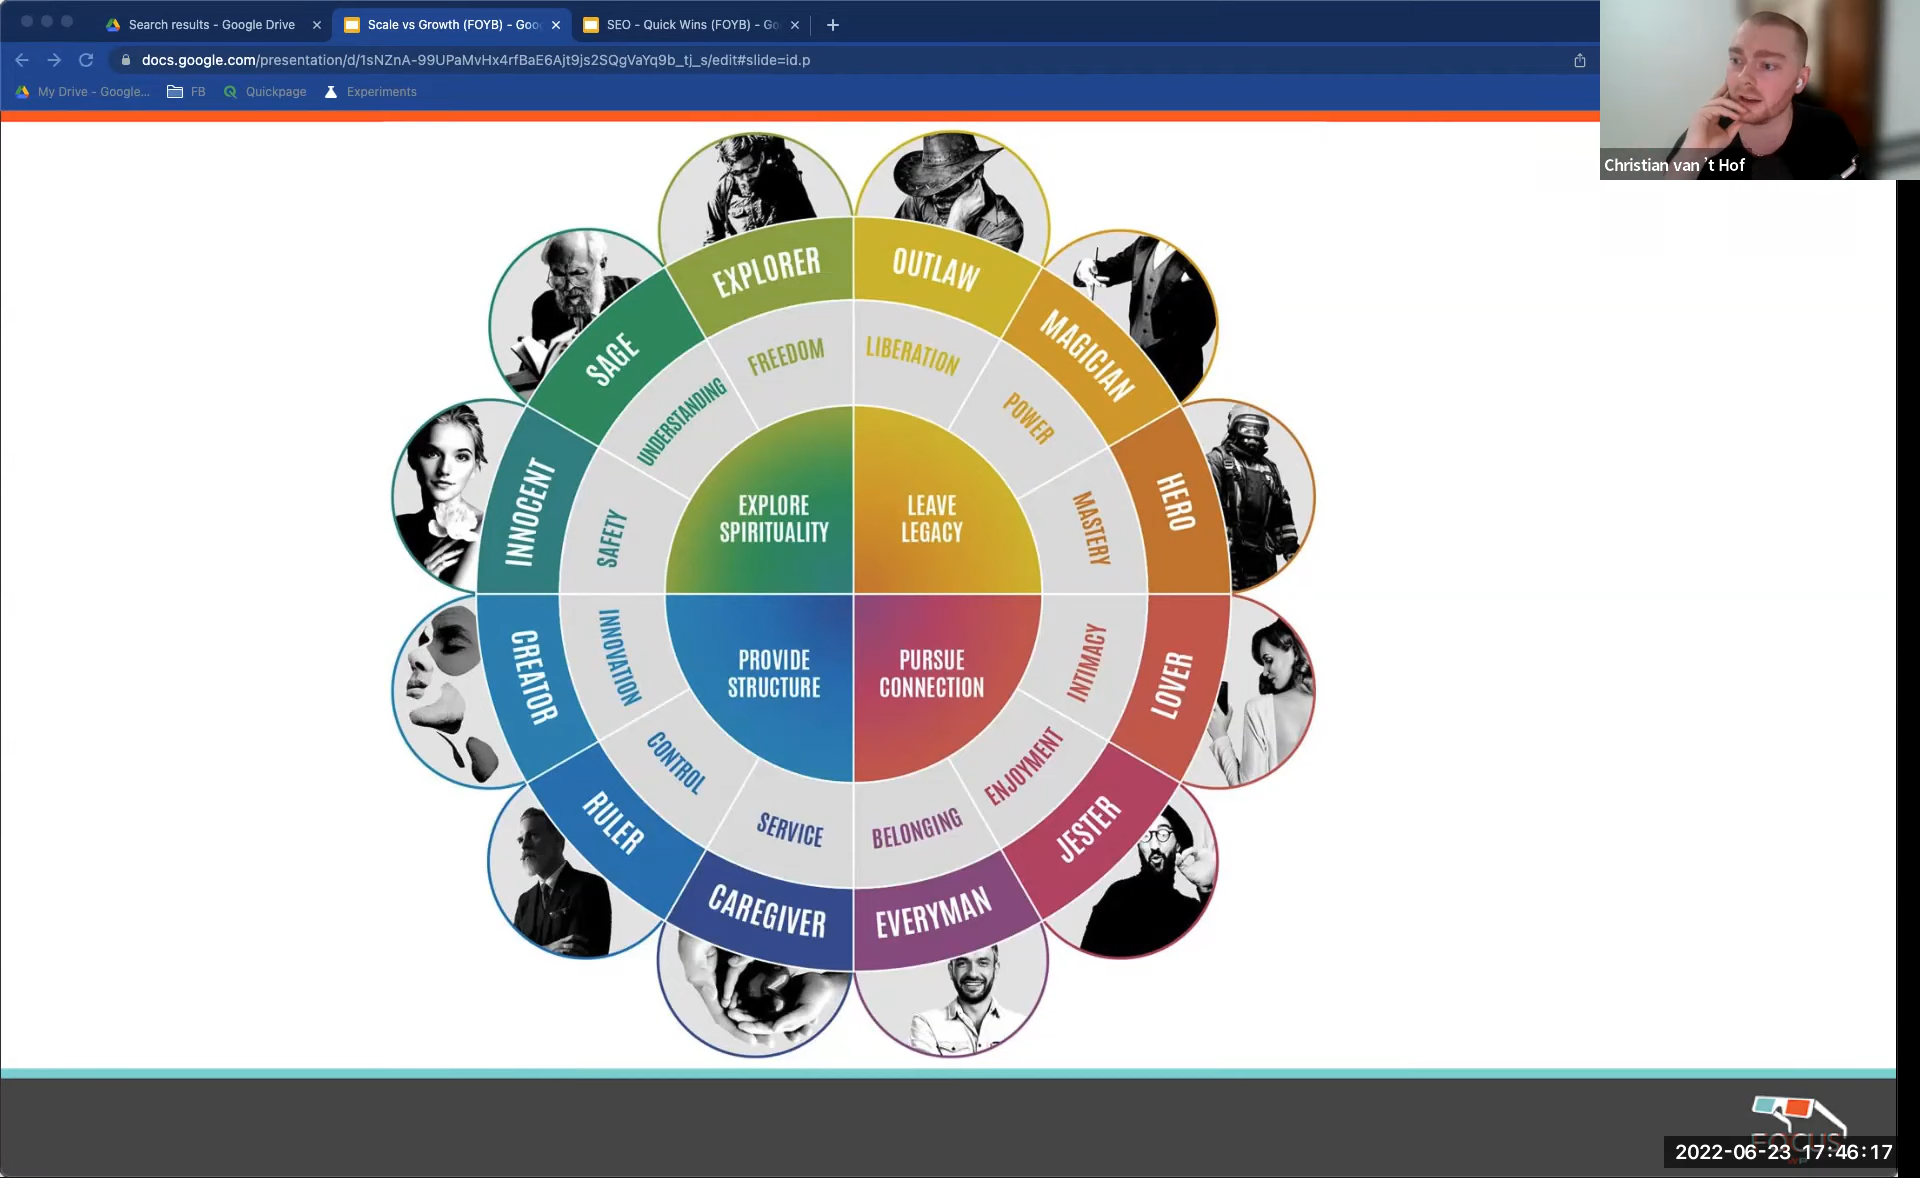 Search results - Google Drive
Scale vs Growth (FOYB) - Goo
SEO - Quick Wins (FOYB) - Go
docs.google.com/presentation/d/1sNZnA-99UPaMvHx4rfBaE6Ajt9js2SQgVaYq9b_tj_s/edit#slide=id.p
My Drive - Google...
FB
Quickpage
Experiments
Christian van 't Hof
EXPLORER
OUTLAW
SAGE
MAGICIAN
FREEDOM
LIBERATION
UNDERSTANDING
POWER
INNOCENT
HERO
SAFETY
MASTERY
EXPLORE
SPIRITUALITY
LEAVE
LEGACY
PROVIDE
STRUCTURE
PURSUE
CONNECTION
INNOVATION
INTIMACY
CREATOR
LOVER
CONTROL
ENJOYMENT
RULER
JESTER
SERVICE
BELONGING
CAREGIVER
EVERYMAN
FOCUS
2022-06-23 17:46:17